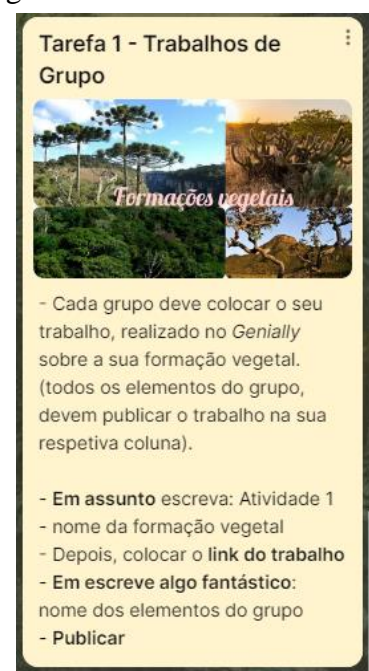 Tarefa 1 - Trabalhos de
Grupo
Formações vegetais
- Cada grupo deve colocar o seu
trabalho, realizado no Genially
sobre a sua formação vegetal.
(todos os elementos do grupo,
devem publicar o trabalho na sua
respetiva coluna).
- Em assunto escreva: Atividade 1
- nome da formação vegetal
- Depois, colocar o link do trabalho
- Em escreve algo fantástico:
nome dos elementos do grupo
- Publicar